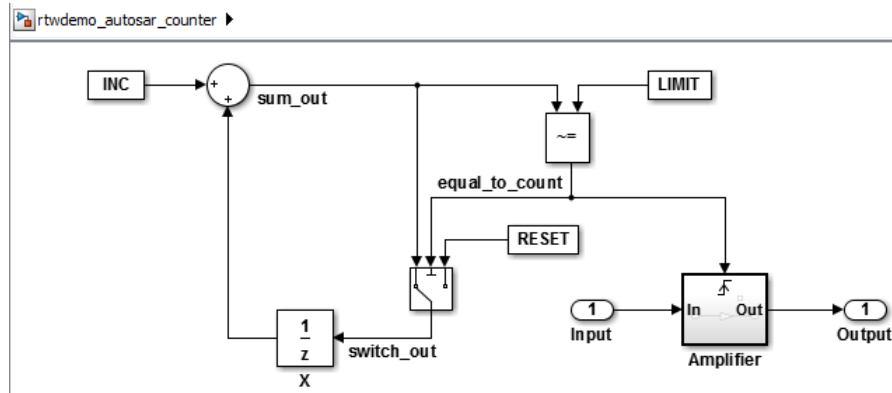 rtwdemo_autosar_counter
INC
+
+
sum_out
LIMIT
~=
equal_to_count
RESET
1
Input
In
Out
Amplifier
1
Output
1
z
X
switch_out